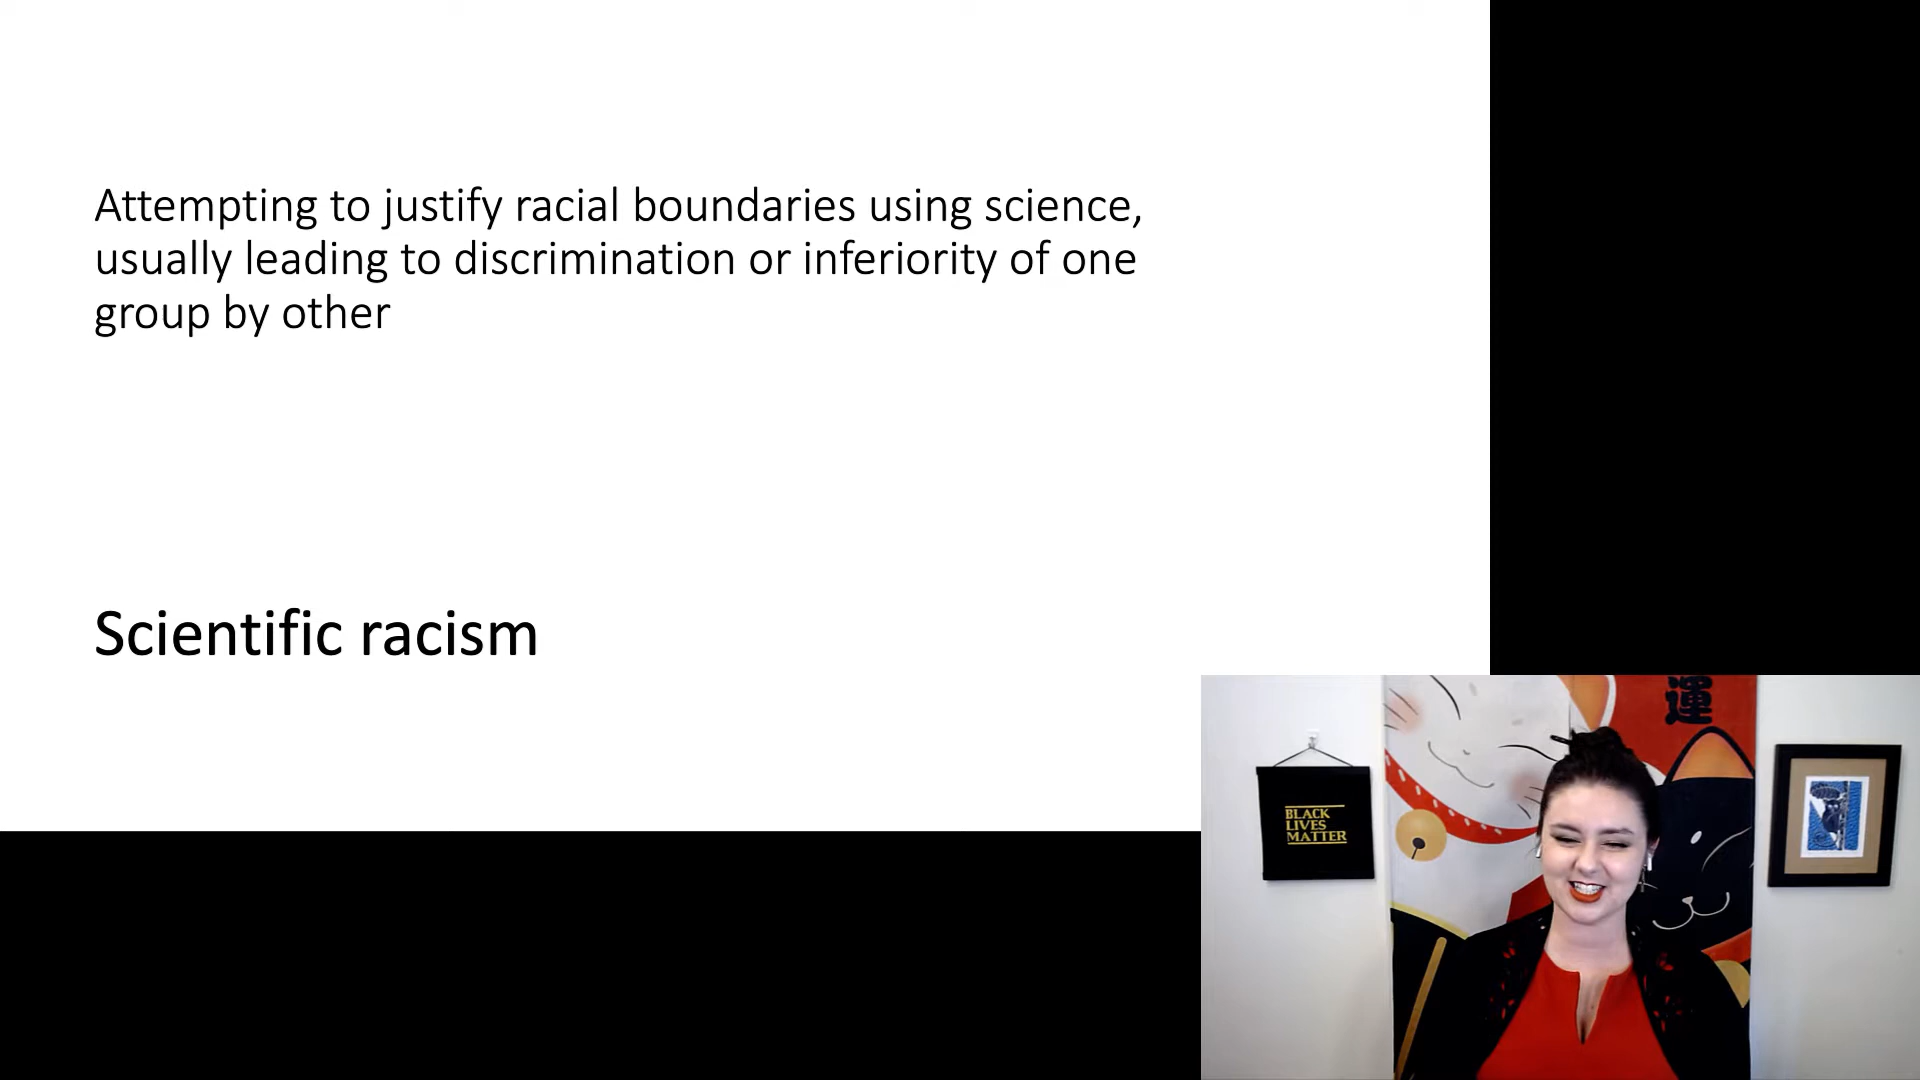 Attempting to justify racial boundaries using science,
usually leading to discrimination or inferiority of one
group by other
Scientific racism
運
BLACK
LIVES
MATTER